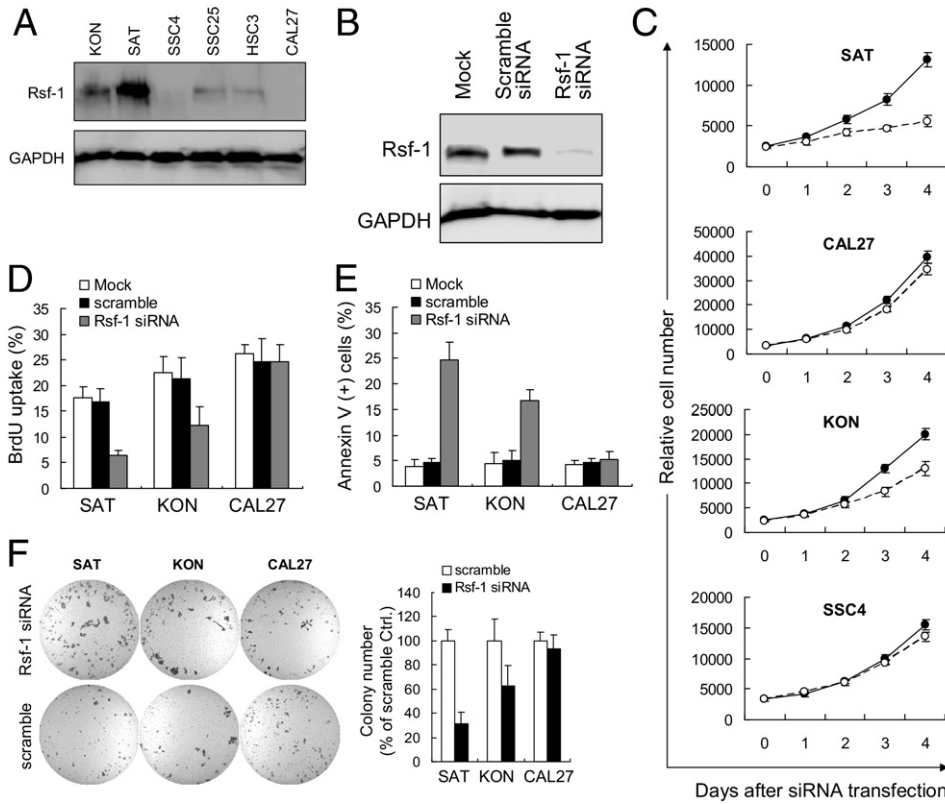 A
KON
SAT
SSC4
SSC25
HSC3
CAL27
Rsf-1
GAPDH
B
Mock
Scramble
siRNA
Rsf-1
siRNA
Rsf-1
GAPDH
C
Relative cell number
SAT
15000
10000
5000
0
0 1 2 3 4
CAL27
50000
40000
30000
20000
10000
0
0 1 2 3 4
KON
25000
20000
15000
10000
5000
0
0 1 2 3 4
SSC4
20000
15000
10000
5000
0
0 1 2 3 4
Days after siRNA transfection
D
Mock
scramble
Rsf-1 siRNA
BrdU uptake (%)
35
30
25
20
15
10
5
0
SAT KON CAL27
E
Mock
scramble
Rsf-1 siRNA
Annexin V (+) cells (%)
35
30
25
20
15
10
5
0
SAT KON CAL27
F
SAT KON CAL27
Rsf-1 siRNA
scramble
scramble
Rsf-1 siRNA
Colony number
(% of scramble Ctrl.)
140
120
100
80
60
40
20
0
SAT KON CAL27